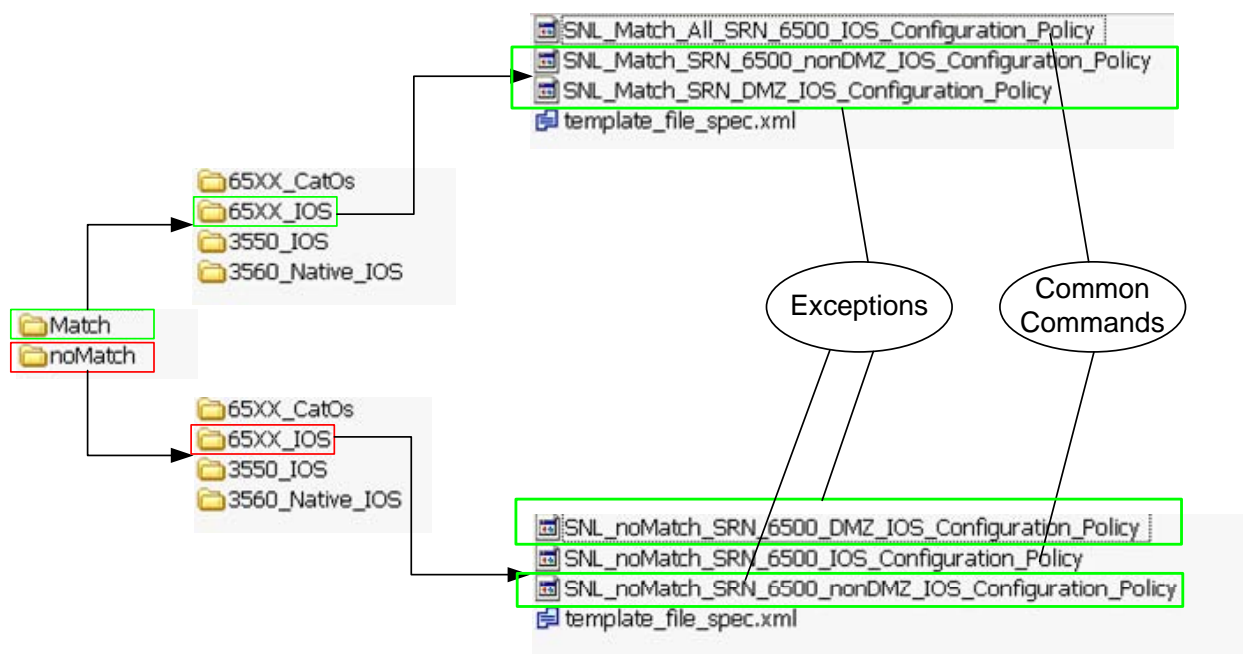 SNL_Match_All_SRN_6500_IOS_Configuration_Policy
SNL_Match_SRN_6500_nonDMZ_IOS_Configuration_Policy
SNL_Match_SRN_DMZ_IOS_Configuration_Policy
template_file_spec.xml
65XX_CatOs
65XX_IOS
3550_IOS
3560_Native_IOS
Match
noMatch
Exceptions
Common
Commands
65XX_CatOs
65XX_IOS
3550_IOS
3560_Native_IOS
SNL_noMatch_SRN_6500_DMZ_IOS_Configuration_Policy
SNL_noMatch_SRN_6500_IOS_Configuration_Policy
SNL_noMatch_SRN_6500_nonDMZ_IOS_Configuration_Policy
template_file_spec.xml